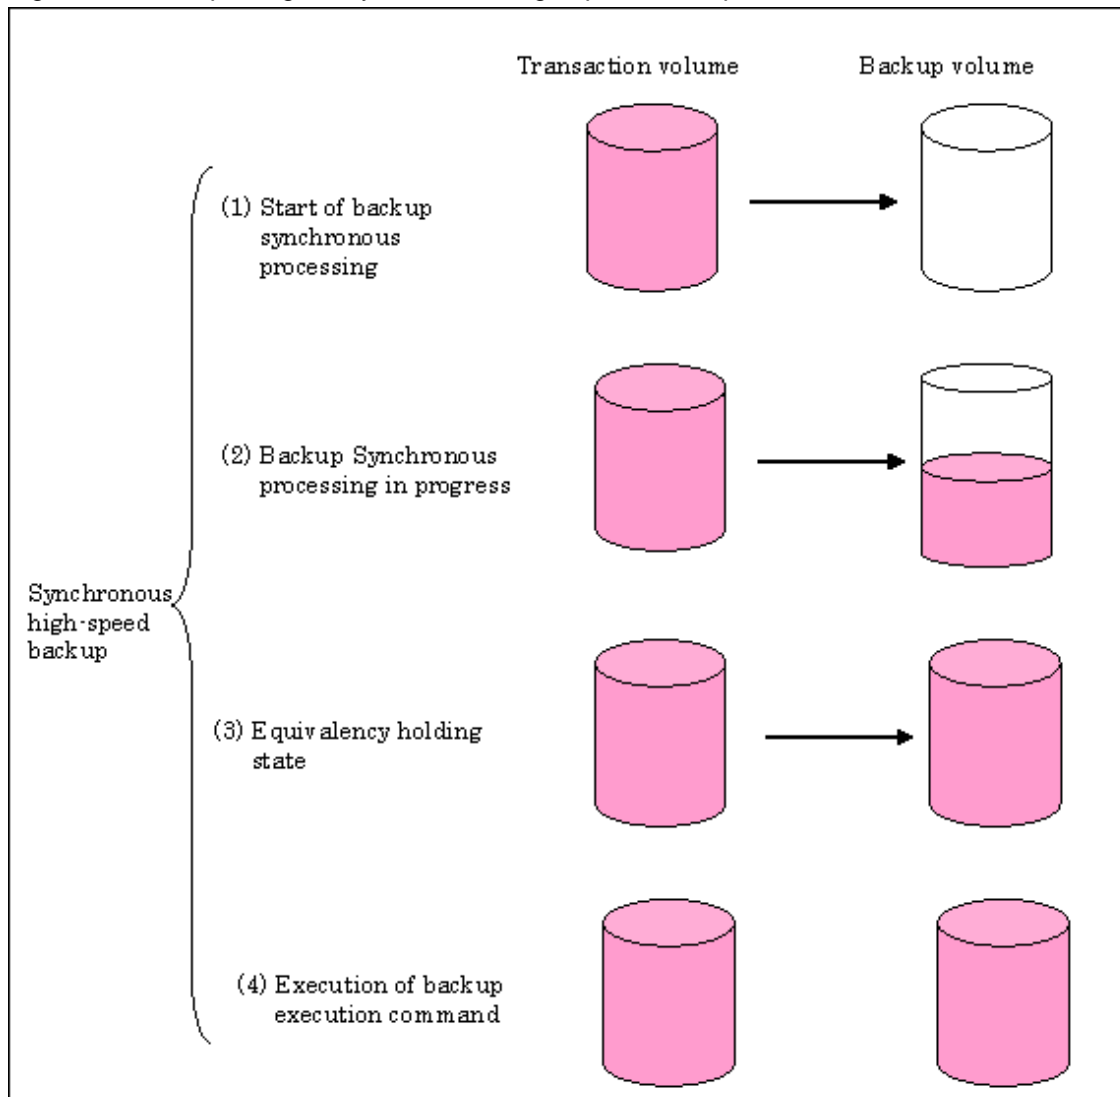 Transaction volume
Backup volume
(1) Start of backup
synchronous
processing
(2) Backup Synchronous
processing in progress
Synchronous
high-speed
backup
(3) Equivalency holding
state
(4) Execution of backup
execution command